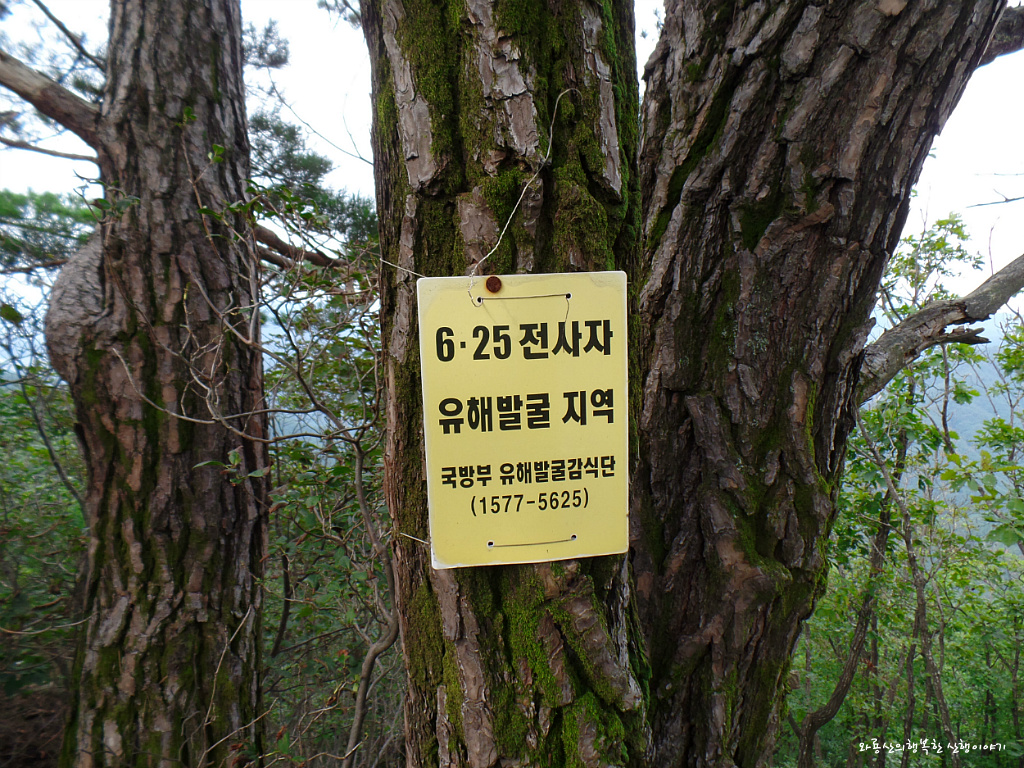 6·25 전사자
유해발굴 지역
국방부 유해발굴감식단
(1577-5625)
와룡산의행복한 산행이야기